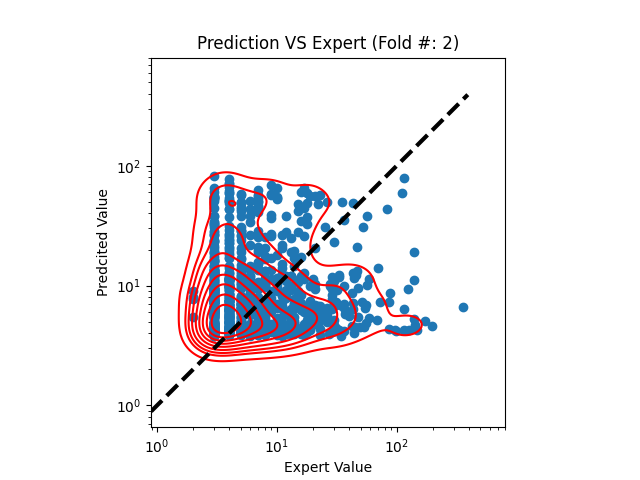 Prediction VS Expert (Fold #: 2)
Predcited Value
10²
10¹
10⁰
10⁰ 10¹ 10²
Expert Value